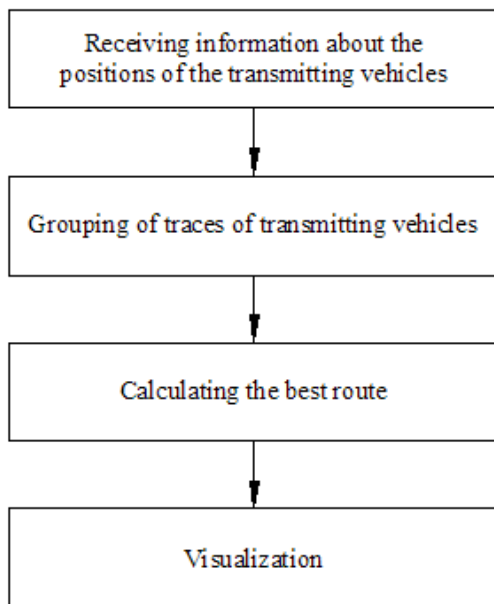 Receiving information about the
positions of the transmitting vehicles
Grouping of traces of transmitting vehicles
Calculating the best route
Visualization